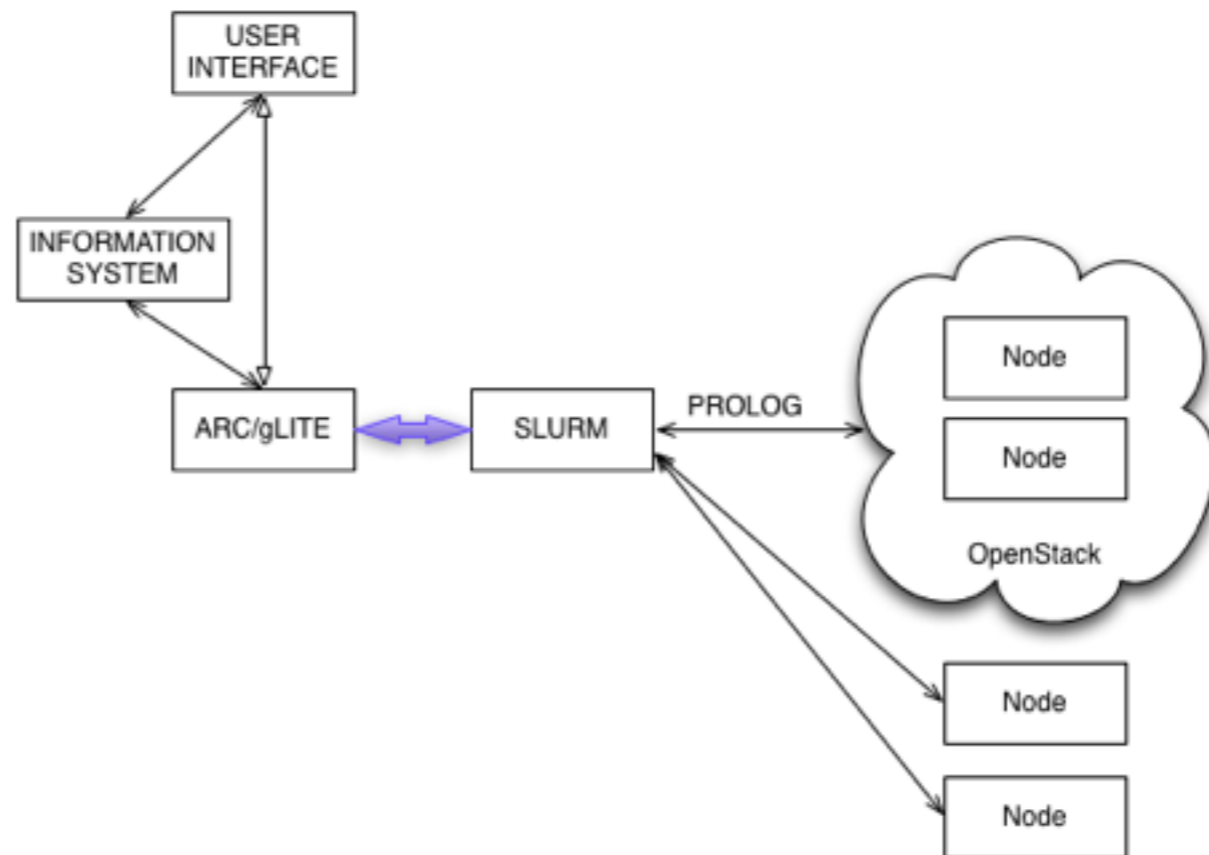 USER
INTERFACE
INFORMATION
SYSTEM
ARC/gLITE
SLURM
PROLOG
Node
Node
OpenStack
Node
Node